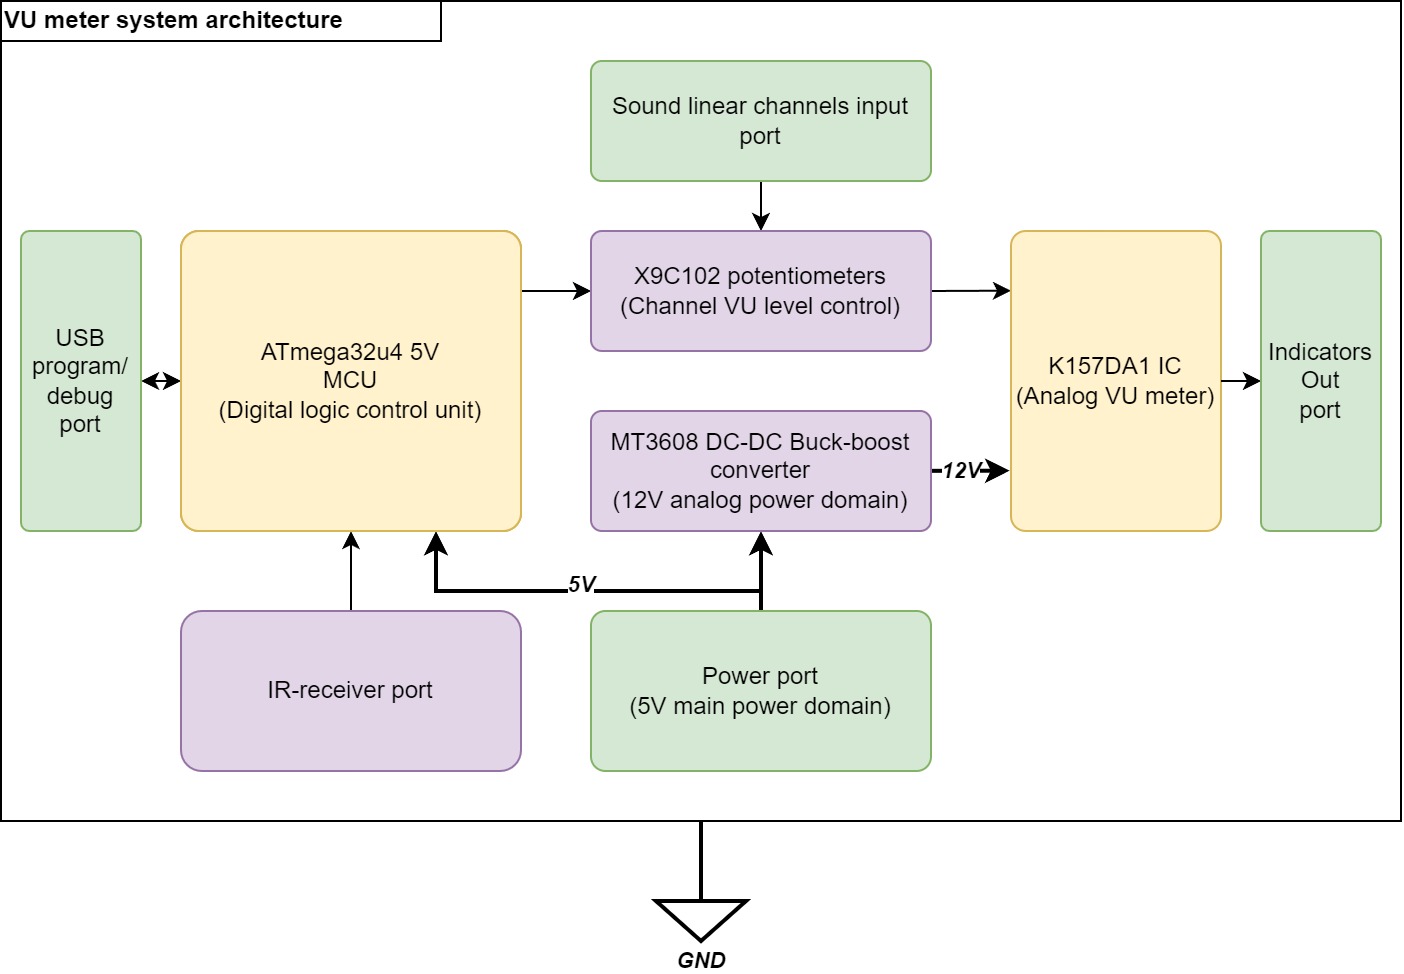 VU meter system architecture
Sound linear channels input
port
USB
program/
debug
port
ATmega32u4 5V
MCU
(Digital logic control unit)
X9C102 potentiometers
(Channel VU level control)
K157DA1 IC
(Analog VU meter)
Indicators
Out
port
MT3608 DC-DC Buck-boost
converter
(12V analog power domain)
12V
5V
IR-receiver port
Power port
(5V main power domain)
GND